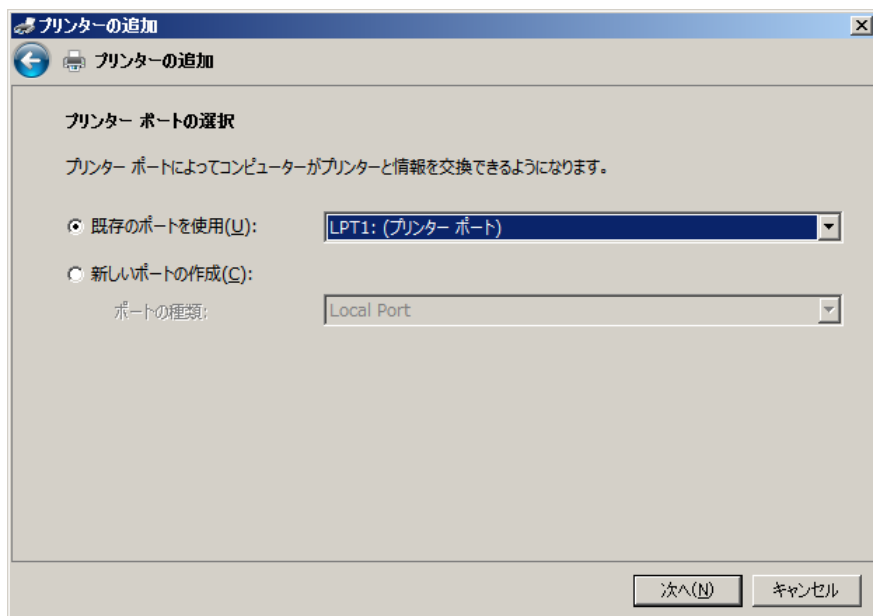 プリンターの追加
プリンターの追加
プリンター ポートの選択
プリンター ポートによってコンピューターがプリンターと情報を交換できるようになります。
既存のポートを使用(U): LPT1: (プリンター ポート)
新しいポートの作成(C):
ポートの種類: Local Port
次へ(N) キャンセル